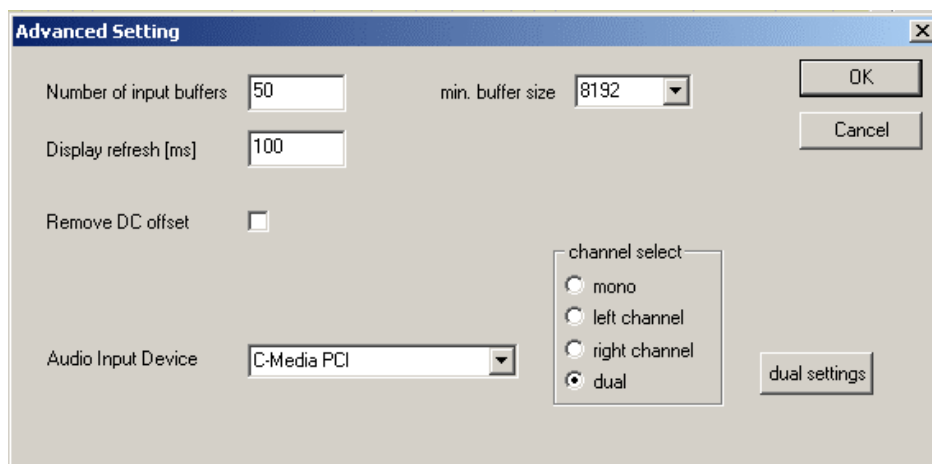 Advanced Setting
Number of input buffers 50 min. buffer size 8192 OK
Cancel
Display refresh [ms] 100
Remove DC offset
channel select
mono
left channel
right channel
dual
Audio Input Device C-Media PCI
dual settings